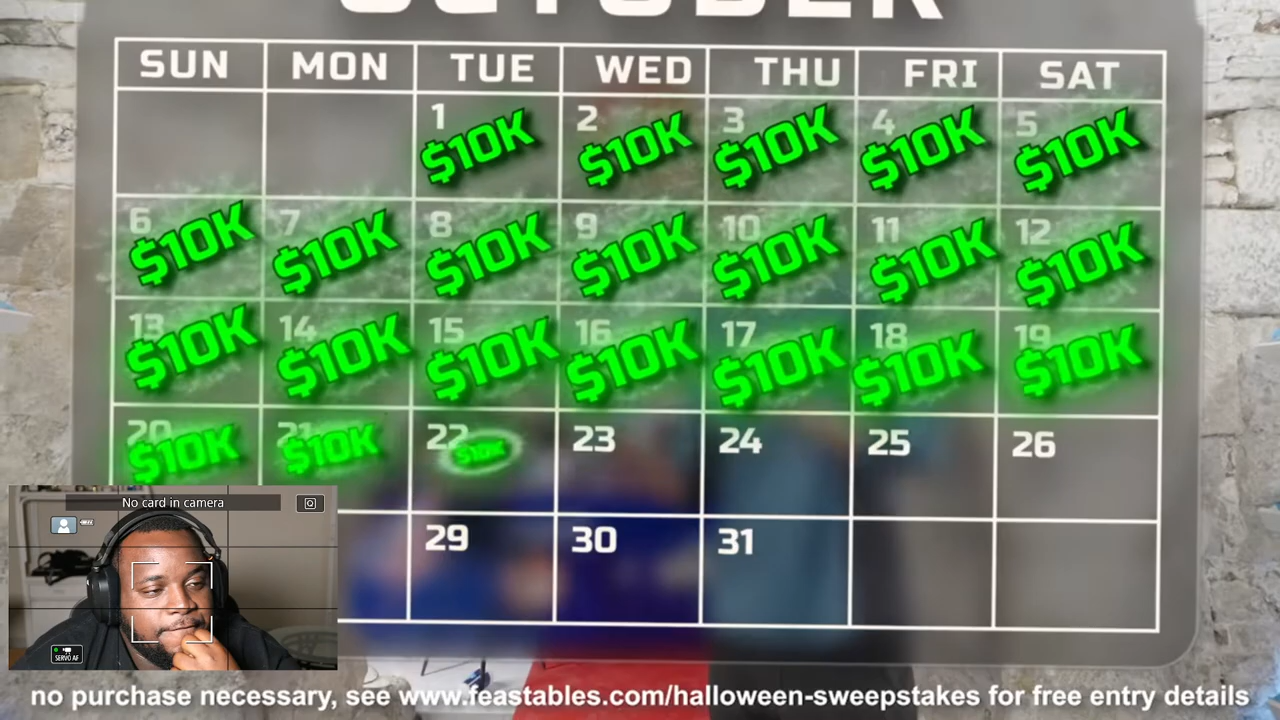 OCTOBER
SUN MON TUE WED THU FRI SAT
1 2 3 4 5
$10K $10K $10K $10K $10K
6 7 8 9 10 11 12
$10K $10K $10K $10K $10K $10K $10K
13 14 15 16 17 18 19
$10K $10K $10K $10K $10K $10K $10K
20 21 22 23 24 25 26
$10K $10K $10K
No card in camera
29 30 31
SERVO AF
no purchase necessary, see www.feastables.com/halloween-sweepstakes for free entry details